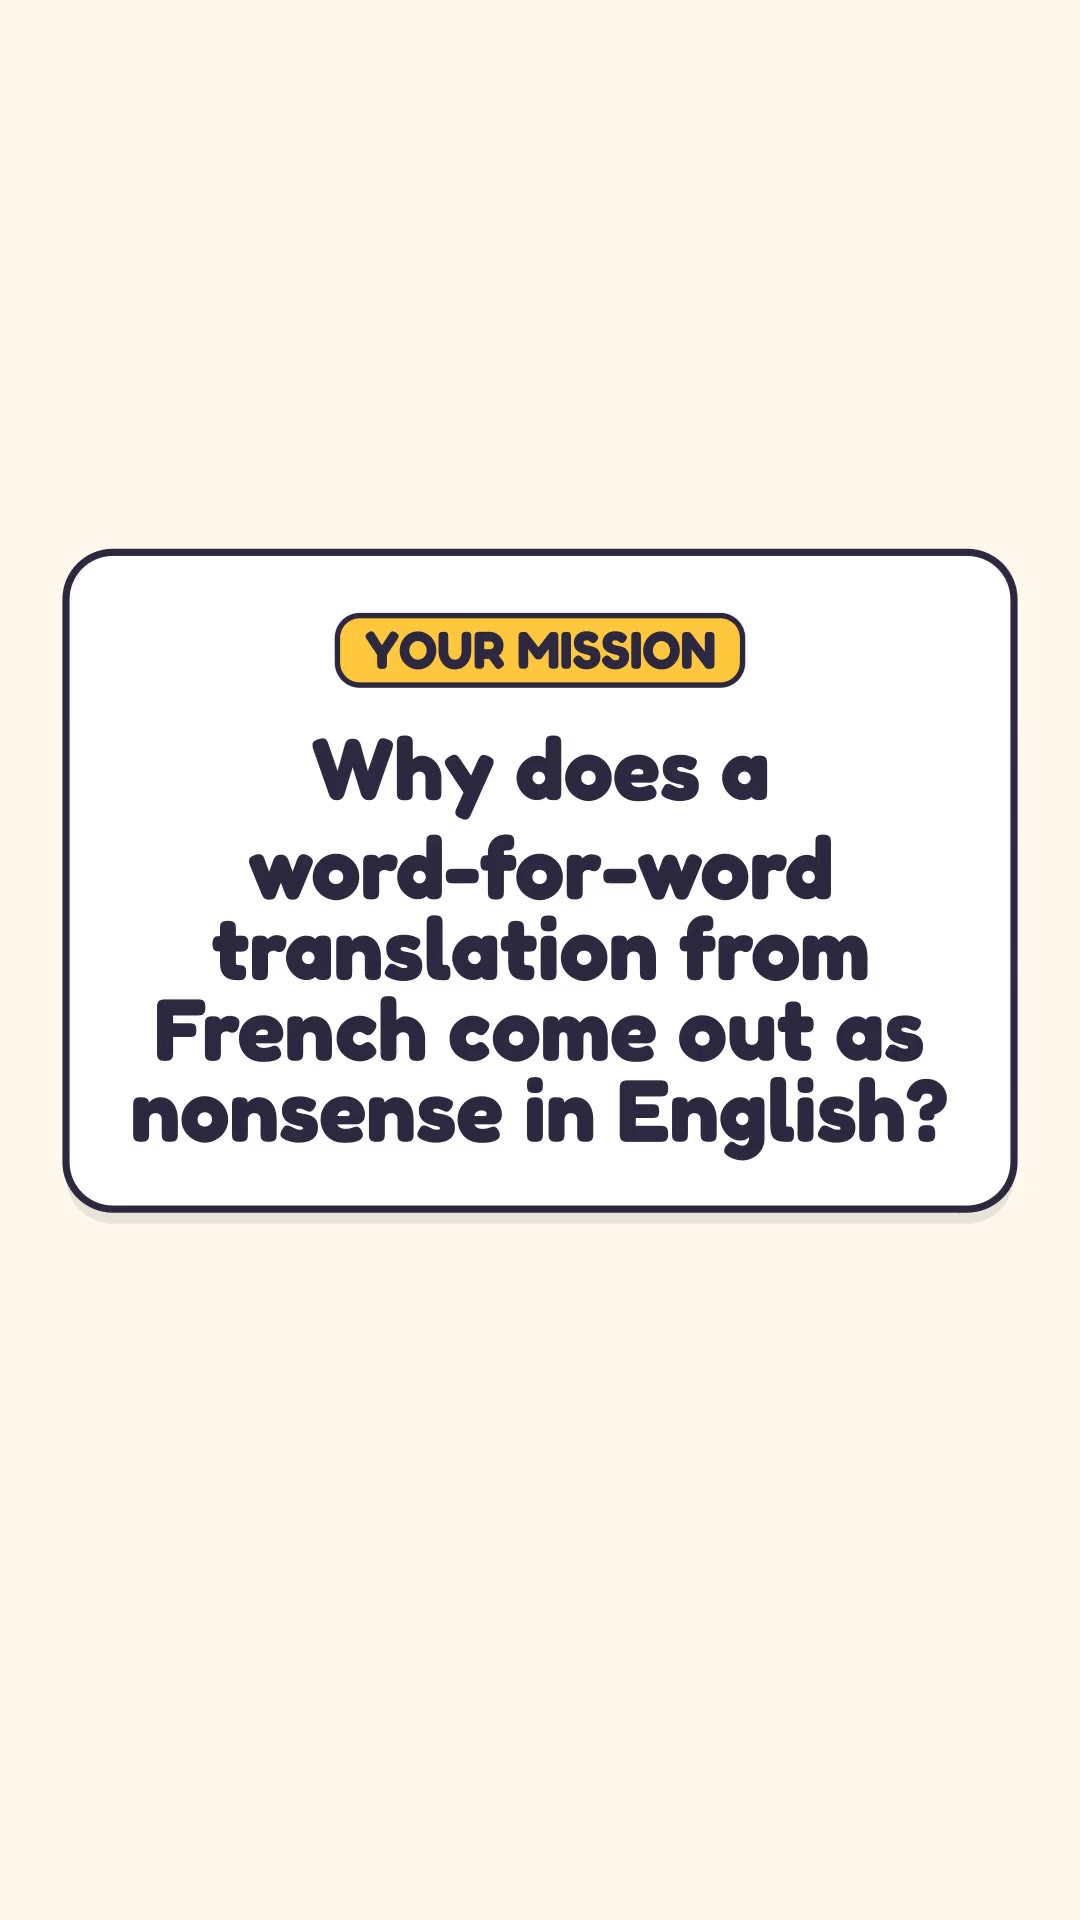 YOUR MISSION
Why does a
word-for-word
translation from
French come out as
nonsense in English?